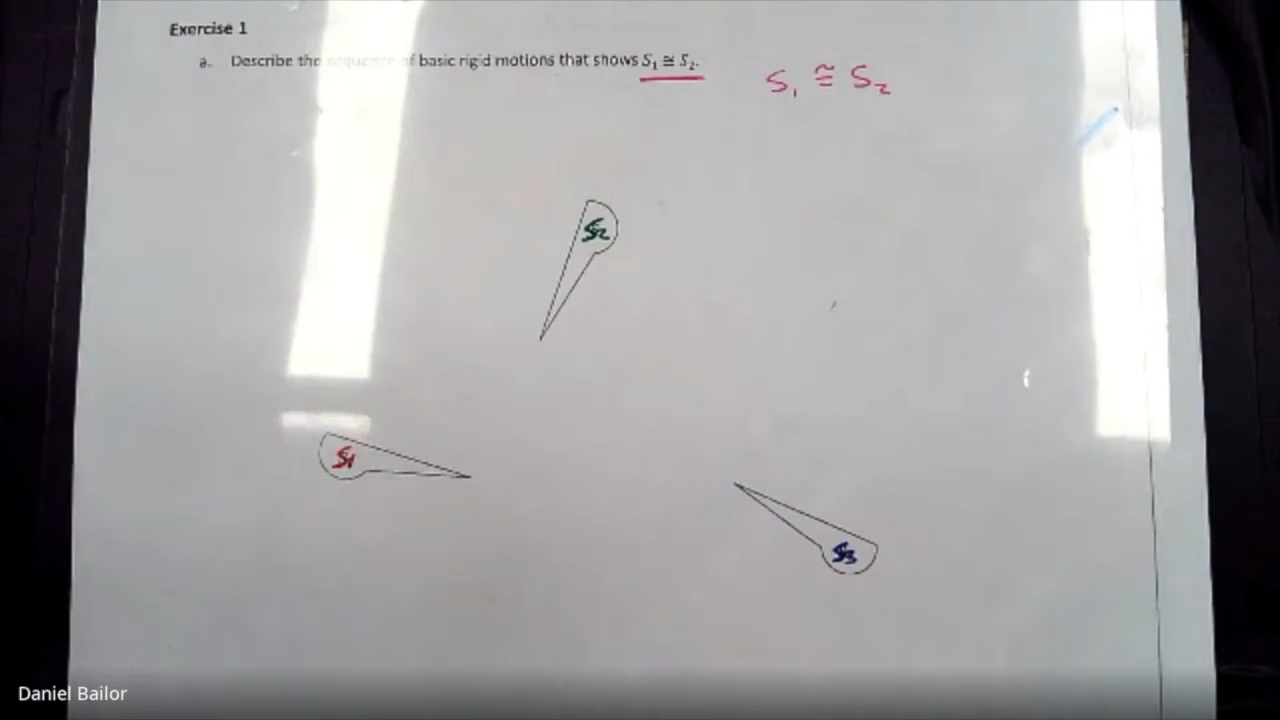 Exercise 1
a. Describe the sequence of basic rigid motions that shows S₁ ≅ S₂.
S₁ ≅ S₂
S2
S1
S3
Daniel Bailor